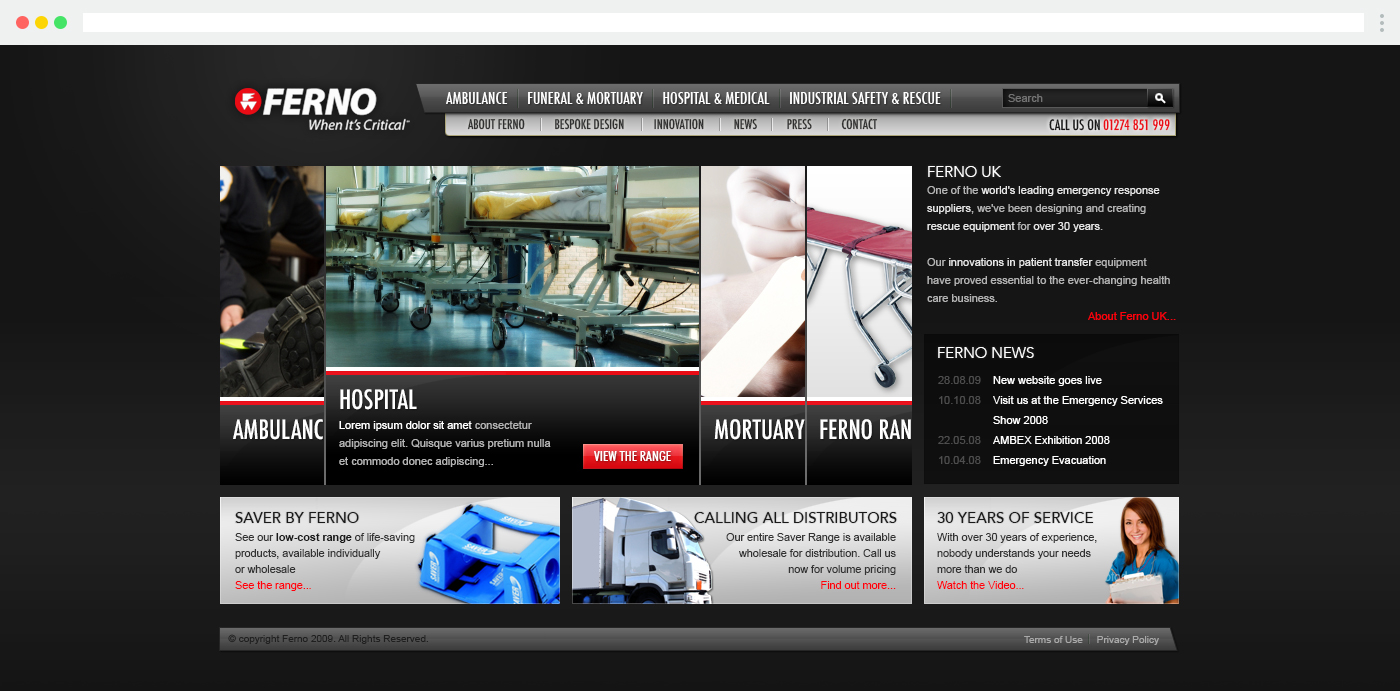 FERNO
When It's Critical™
AMBULANCE
FUNERAL & MORTUARY
HOSPITAL & MEDICAL
INDUSTRIAL SAFETY & RESCUE
Search
ABOUT FERNO
BESPOKE DESIGN
INNOVATION
NEWS
PRESS
CONTACT
CALL US ON 01274 851 999
AMBULANC
HOSPITAL
Lorem ipsum dolor sit amet consectetur
adipiscing elit. Quisque varius pretium nulla
et commodo donec adipiscing...
VIEW THE RANGE
MORTUARY
FERNO RAN
FERNO UK
One of the world's leading emergency response
suppliers, we've been designing and creating
rescue equipment for over 30 years.
Our innovations in patient transfer equipment
have proved essential to the ever-changing health
care business.
About Ferno UK...
FERNO NEWS
28.08.09 New website goes live
10.10.08 Visit us at the Emergency Services
Show 2008
22.05.08 AMBEX Exhibition 2008
10.04.08 Emergency Evacuation
SAVER BY FERNO
See our low-cost range of life-saving
products, available individually
or wholesale
See the range...
CALLING ALL DISTRIBUTORS
Our entire Saver Range is available
wholesale for distribution. Call us
now for volume pricing
Find out more...
30 YEARS OF SERVICE
With over 30 years of experience,
nobody understands your needs
more than we do
Watch the Video...
© copyright Ferno 2009. All Rights Reserved.
Terms of Use
Privacy Policy